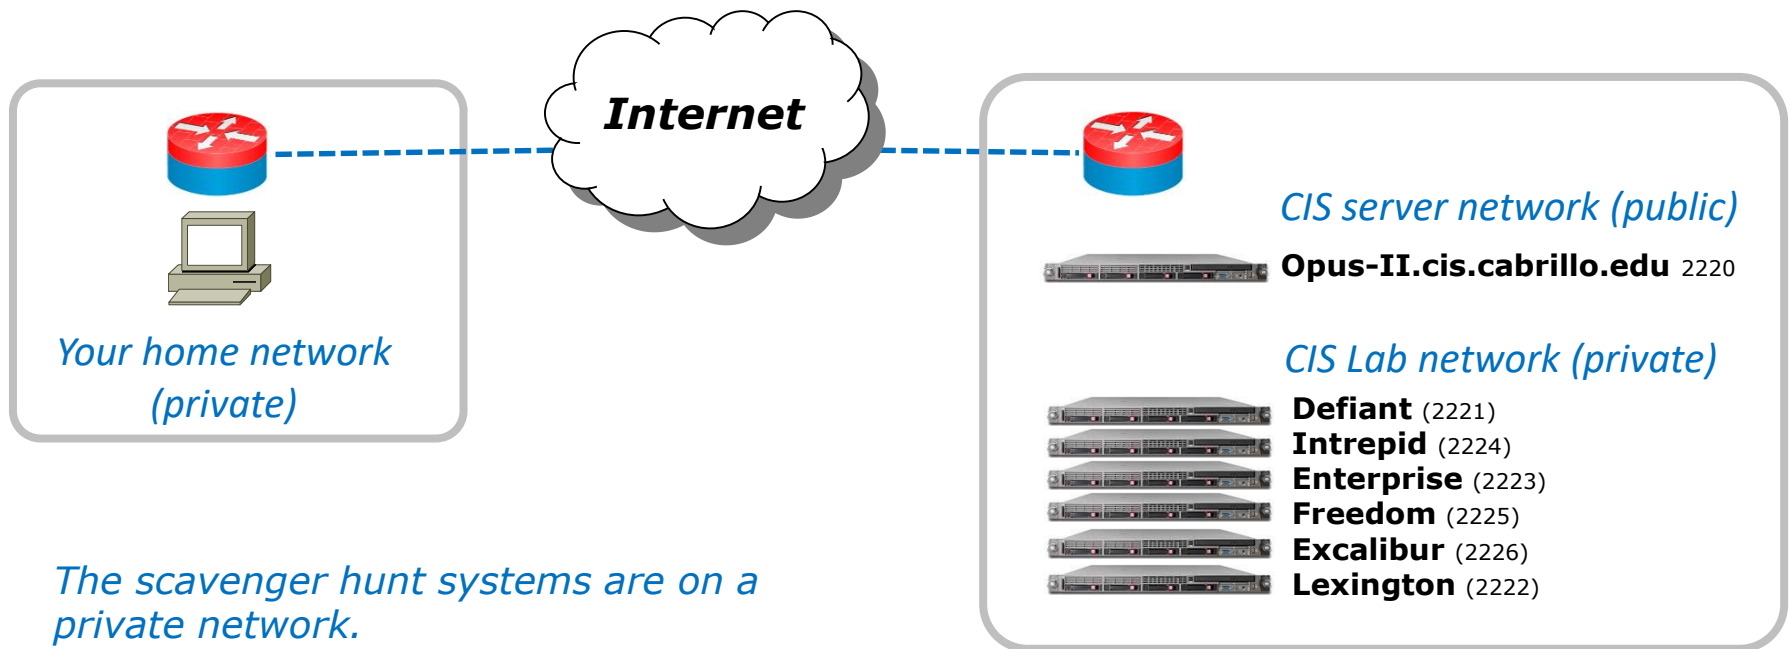 Internet
Your home network
(private)
CIS server network (public)
Opus-II.cis.cabrillo.edu 2220
CIS Lab network (private)
Defiant (2221)
Intrepid (2224)
Enterprise (2223)
Freedom (2225)
Excalibur (2226)
Lexington (2222)
The scavenger hunt systems are on a
private network.